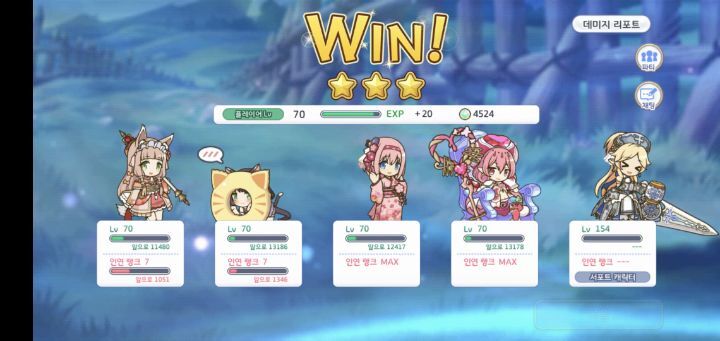 WIN!
데미지 리포트
파티
채팅
플레이어 Lv 70 EXP +20 4524
Lv 70
앞으로 11480
인연 랭크 7
앞으로 1051
Lv 70
앞으로 13186
인연 랭크 7
앞으로 1346
Lv 70
앞으로 12417
인연 랭크 MAX
Lv 70
앞으로 13178
인연 랭크 MAX
Lv 154
---
인연 랭크 ---
서포트 캐릭터